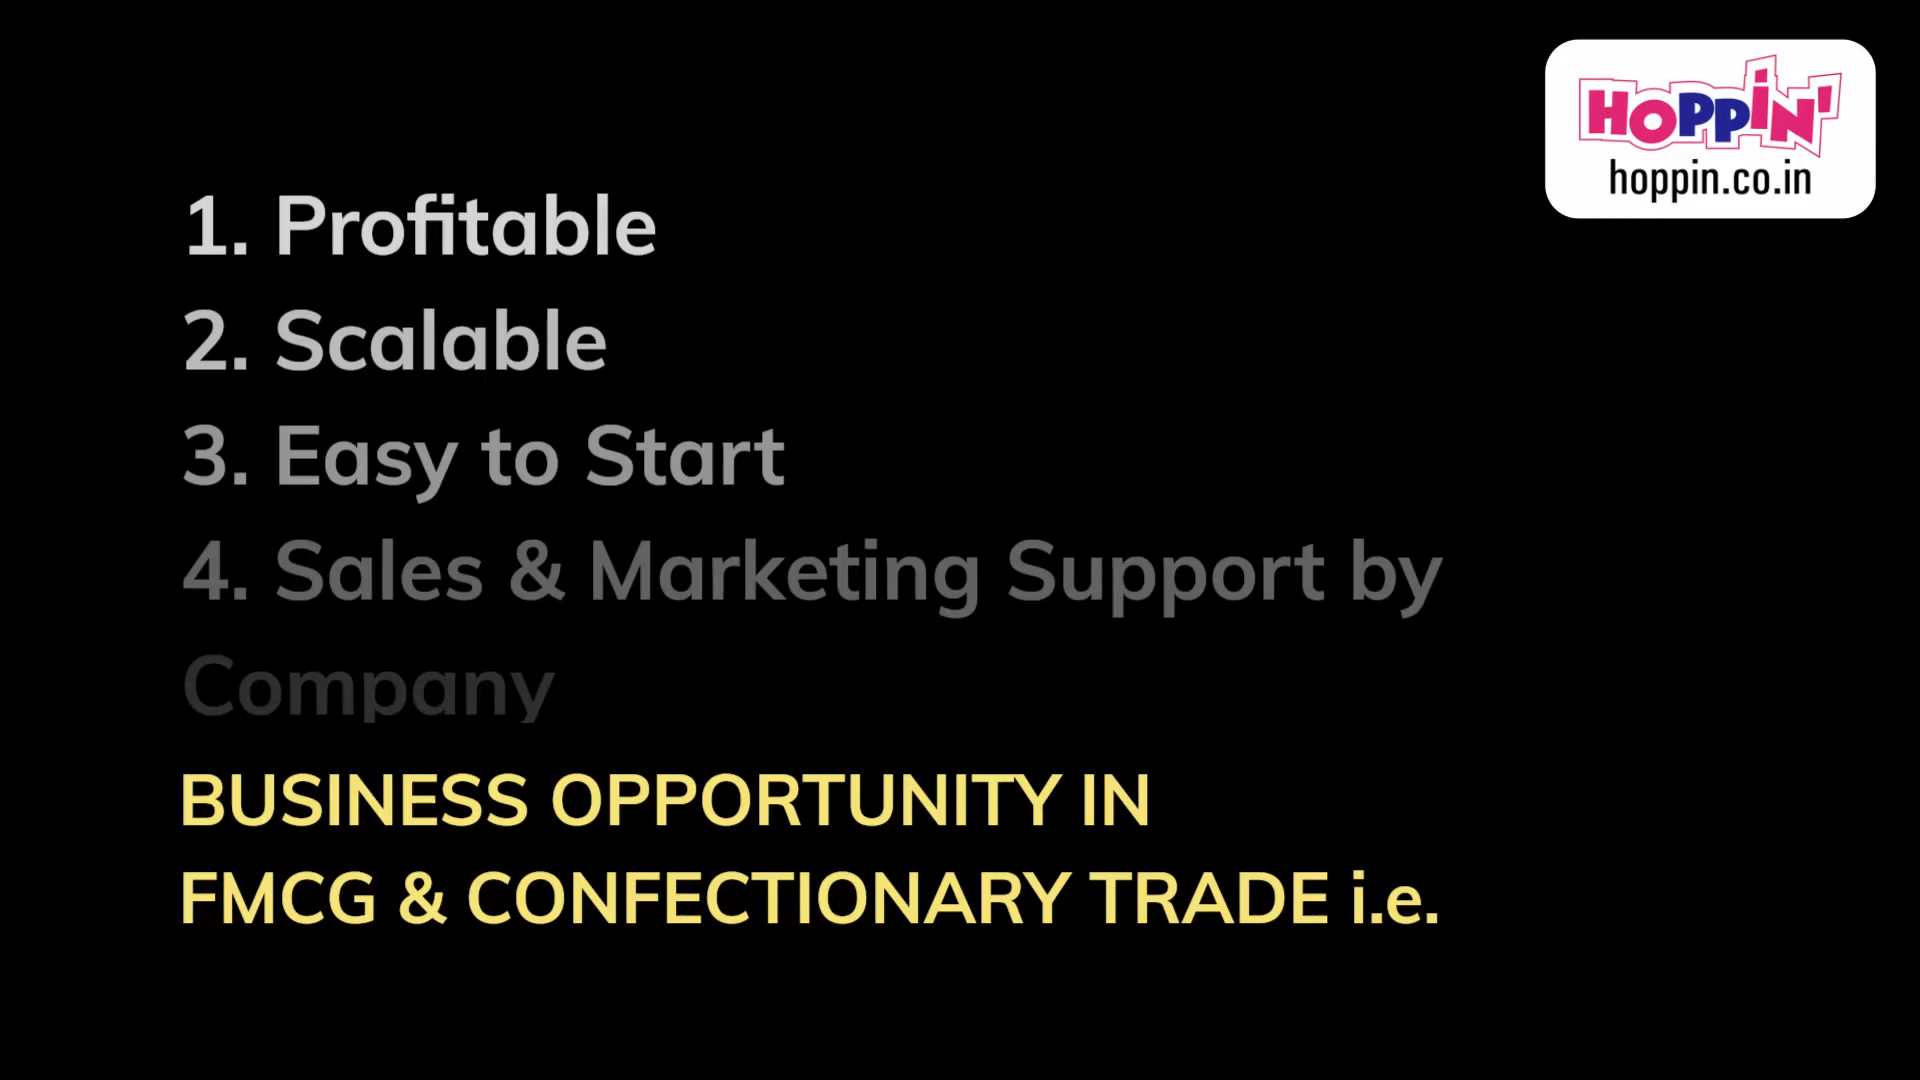 HOPPIN'
hoppin.co.in
1. Profitable
2. Scalable
3. Easy to Start
4. Sales & Marketing Support by
Company
BUSINESS OPPORTUNITY IN
FMCG & CONFECTIONARY TRADE i.e.